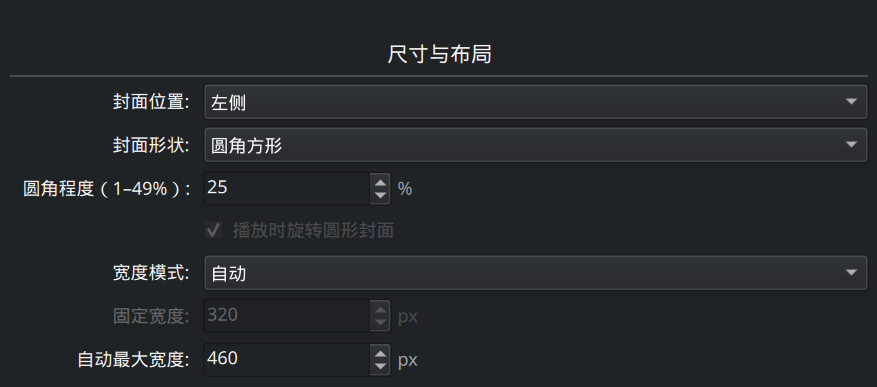 尺寸与布局
封面位置: 左侧
封面形状: 圆角方形
圆角程度（1–49%）: 25 %
播放时旋转圆形封面
宽度模式: 自动
固定宽度: 320 px
自动最大宽度: 460 px